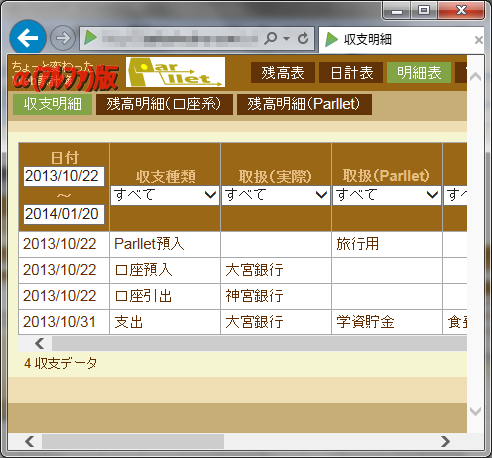 収支明細
ちょっと変わった
α(アルファ)版
Parllet
残高表 日計表 明細表
収支明細 残高明細(口座系) 残高明細(Parllet)
日付 収支種類 取扱(実際) 取扱(Parllet)
2013/10/22 すべて すべて すべて す
～
2014/01/20
2013/10/22 Parllet預入 旅行用
2013/10/22 口座預入 大宮銀行
2013/10/22 口座引出 神宮銀行
2013/10/31 支出 大宮銀行 学資貯金 食費
4 収支データ